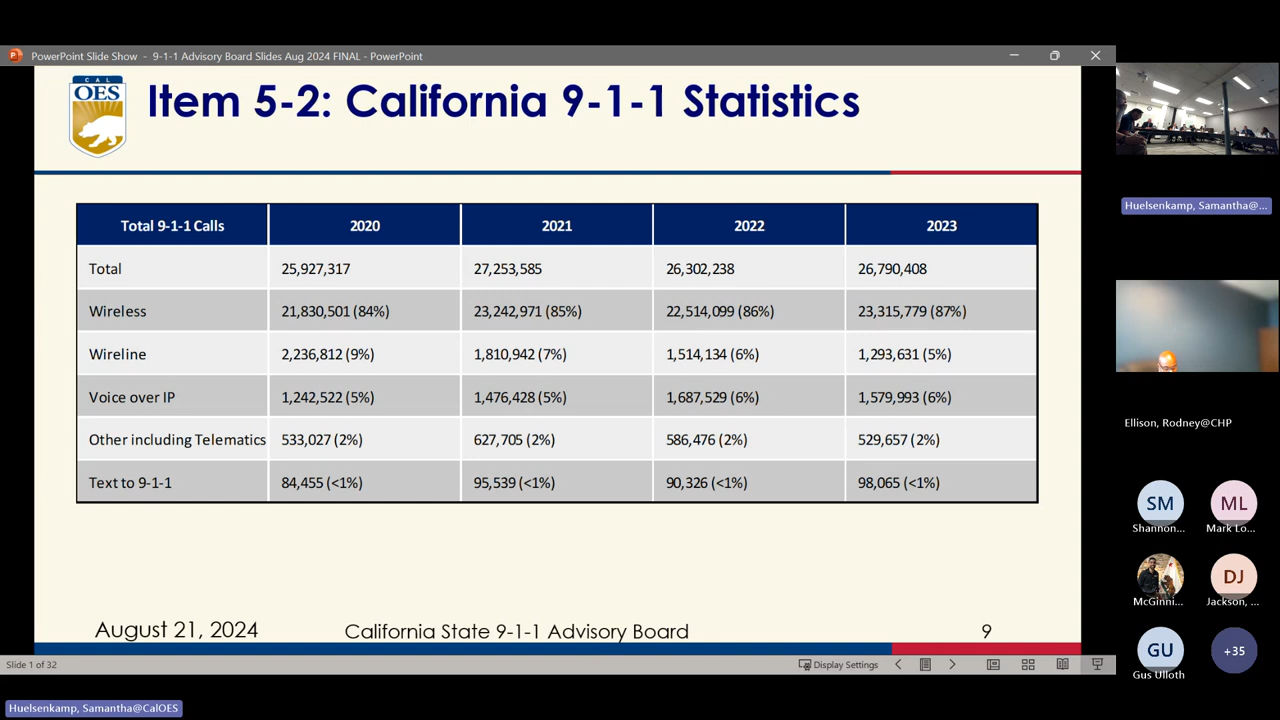 PowerPoint Slide Show - 9-1-1 Advisory Board Slides Aug 2024 FINAL - PowerPoint
CAL
OES
Item 5-2: California 9-1-1 Statistics
Total 9-1-1 Calls 2020 2021 2022 2023
Total 25,927,317 27,253,585 26,302,238 26,790,408
Wireless 21,830,501 (84%) 23,242,971 (85%) 22,514,099 (86%) 23,315,779 (87%)
Wireline 2,236,812 (9%) 1,810,942 (7%) 1,514,134 (6%) 1,293,631 (5%)
Voice over IP 1,242,522 (5%) 1,476,428 (5%) 1,687,529 (6%) 1,579,993 (6%)
Other including Telematics 533,027 (2%) 627,705 (2%) 586,476 (2%) 529,657 (2%)
Text to 9-1-1 84,455 (<1%) 95,539 (<1%) 90,326 (<1%) 98,065 (<1%)
August 21, 2024 California State 9-1-1 Advisory Board 9
Slide 1 of 32 Display Settings
Huelsenkamp, Samantha@CalOES
Huelsenkamp, Samantha@...
Ellison, Rodney@CHP
SM ML
Shannon... Mark Lo...
DJ
McGinni... Jackson, ...
GU +35
Gus Ulloth